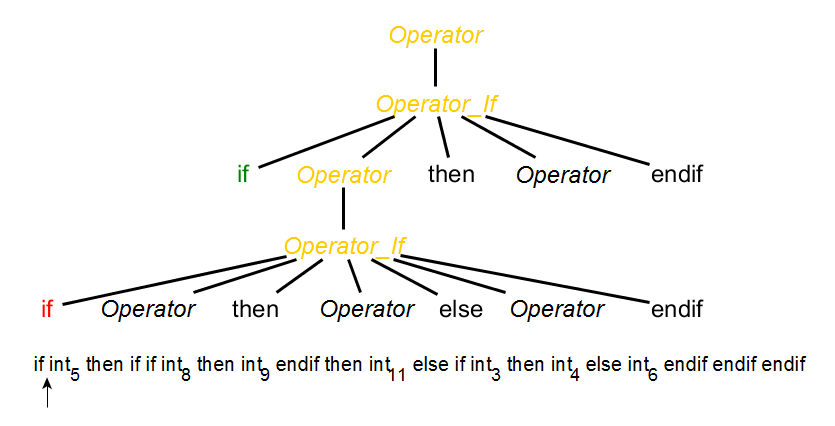 Operator
Operator_If
if Operator then Operator endif
Operator_If
if Operator then Operator else Operator endif
if int5 then if if int8 then int9 endif then int11 else if int3 then int4 else int6 endif endif endif